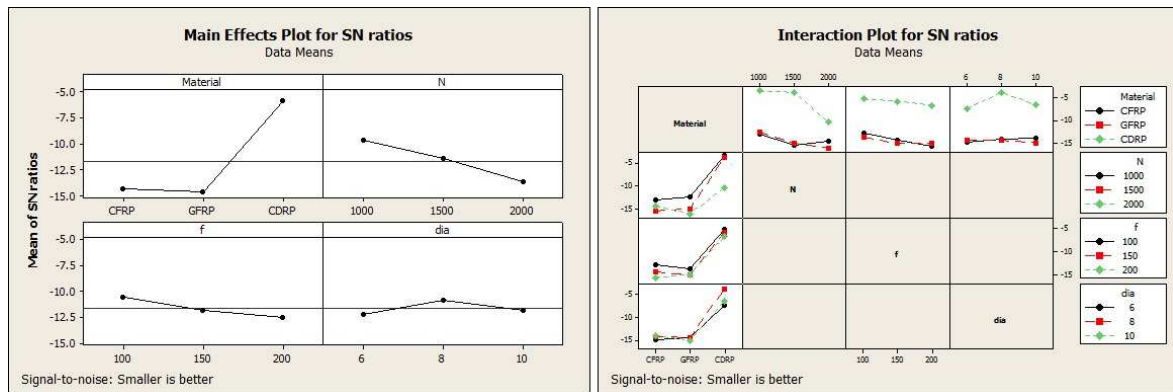 Main Effects Plot for SN ratios
Data Means
Material N
-5.0
-7.5
-10.0
-12.5
-15.0
CFRP GFRP CDRP 1000 1500 2000
f dia
-5.0
-7.5
-10.0
-12.5
-15.0
100 150 200 6 8 10
Mean of SN ratios
Signal-to-noise: Smaller is better
Interaction Plot for SN ratios
Data Means
1000 1500 2000 6 8 10
Material
-5
-10
-15
Material
CFRP
GFRP
CDRP
-5
-10
-15
N
N
1000
1500
2000
f
-5
-10
-15
f
100
150
200
-5
-10
-15
dia
dia
6
8
10
CFRP GFRP CDRP 100 150 200
Signal-to-noise: Smaller is better